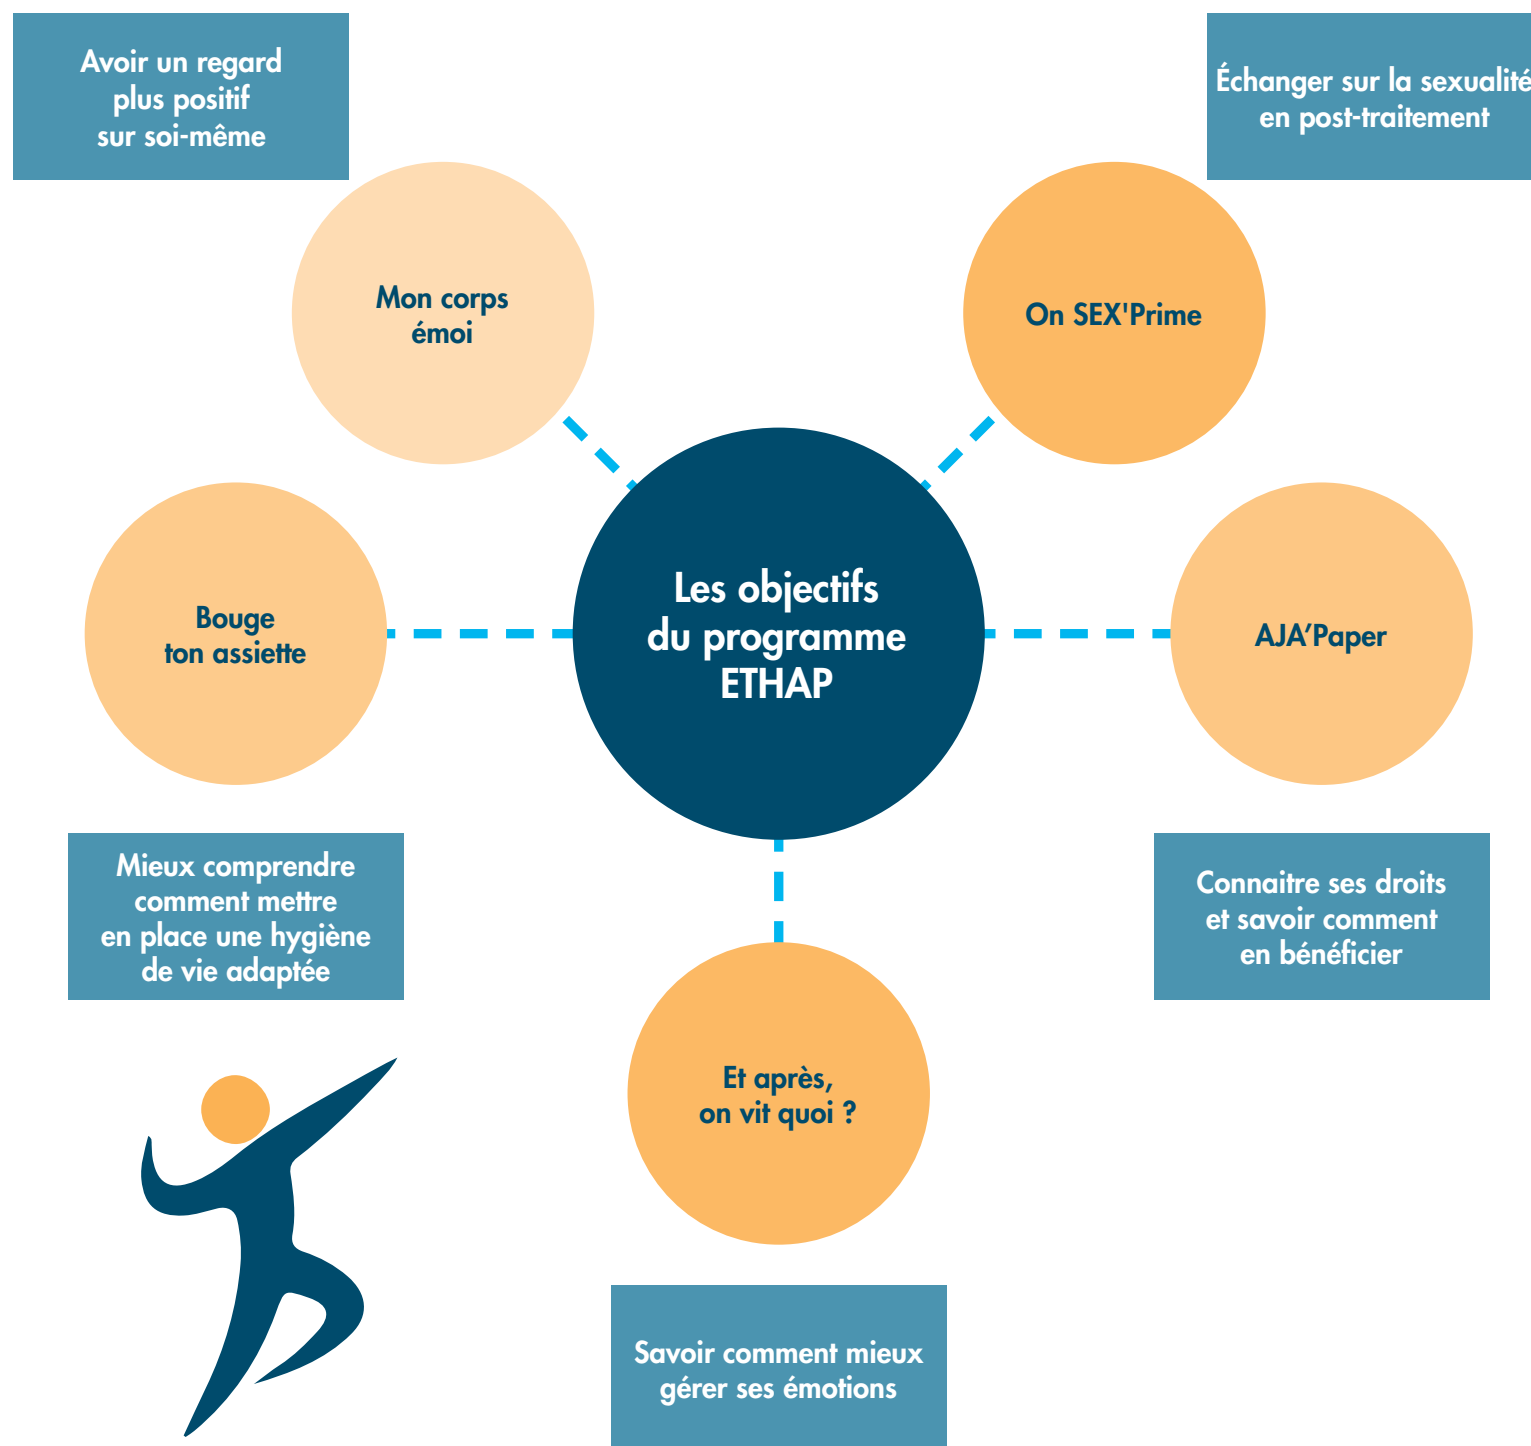 Avoir un regard
plus positif
sur soi-même
Échanger sur la sexualité
en post-traitement
Mon corps
émoi
On SEX'Prime
Les objectifs
du programme
ETHAP
Bouge
ton assiette
AJA’Paper
Mieux comprendre
comment mettre
en place une hygiène
de vie adaptée
Connaitre ses droits
et savoir comment
en bénéficier
Et après,
on vit quoi ?
Savoir comment mieux
gérer ses émotions